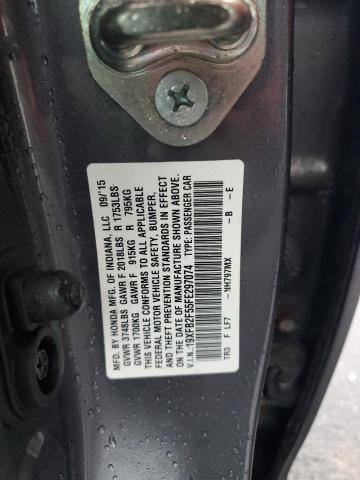 MFD. BY HONDA MFG. OF INDIANA, LLC 09/15
GVWR 3748LBS GAWR F 2018LBS R 1753LBS
GVWR 1700KG GAWR F 915KG R 795KG
THIS VEHICLE CONFORMS TO ALL APPLICABLE
FEDERAL MOTOR VEHICLE SAFETY, BUMPER,
AND THEFT PREVENTION STANDARDS IN EFFECT
ON THE DATE OF MANUFACTURE SHOWN ABOVE.
V.I.N.: 19XFB2F55FE297074 TYPE: PASSENGER CAR
TR3 F LF7 -NH797MX -B -E